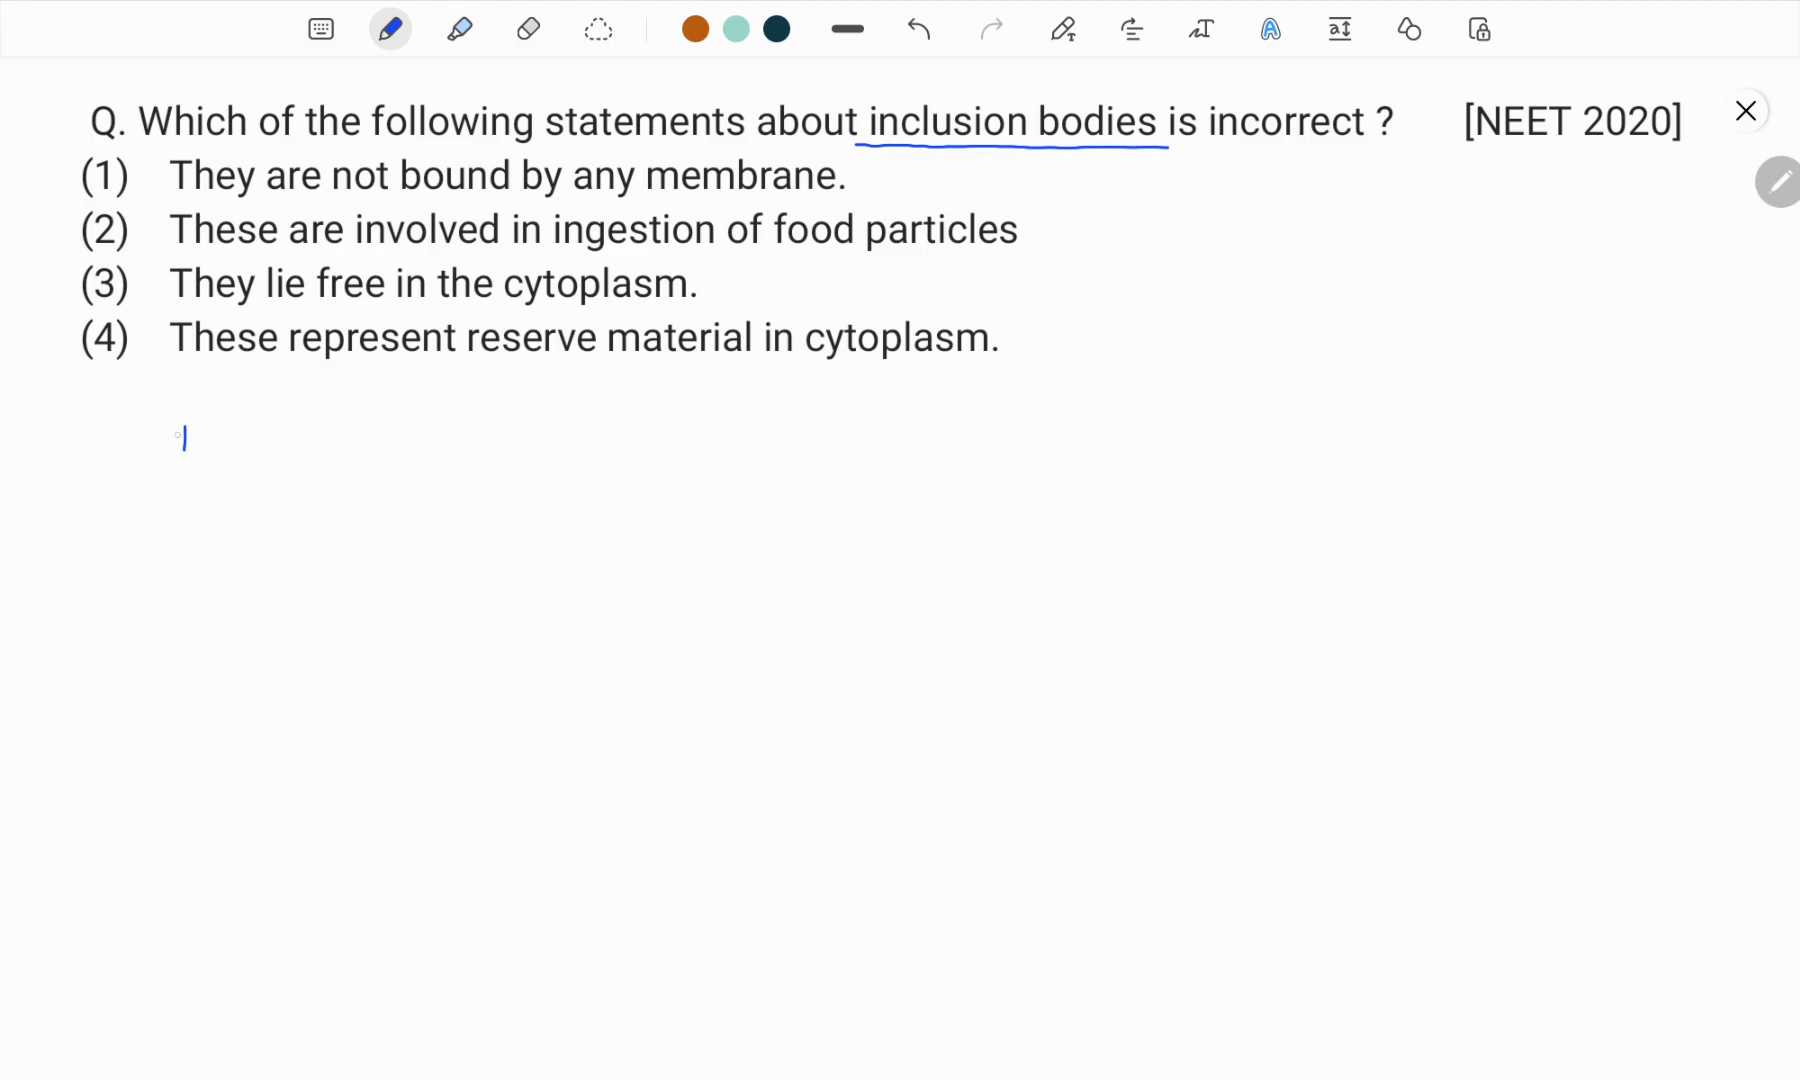 Q. Which of the following statements about inclusion bodies is incorrect ? [NEET 2020]
(1) They are not bound by any membrane.
(2) These are involved in ingestion of food particles
(3) They lie free in the cytoplasm.
(4) These represent reserve material in cytoplasm.